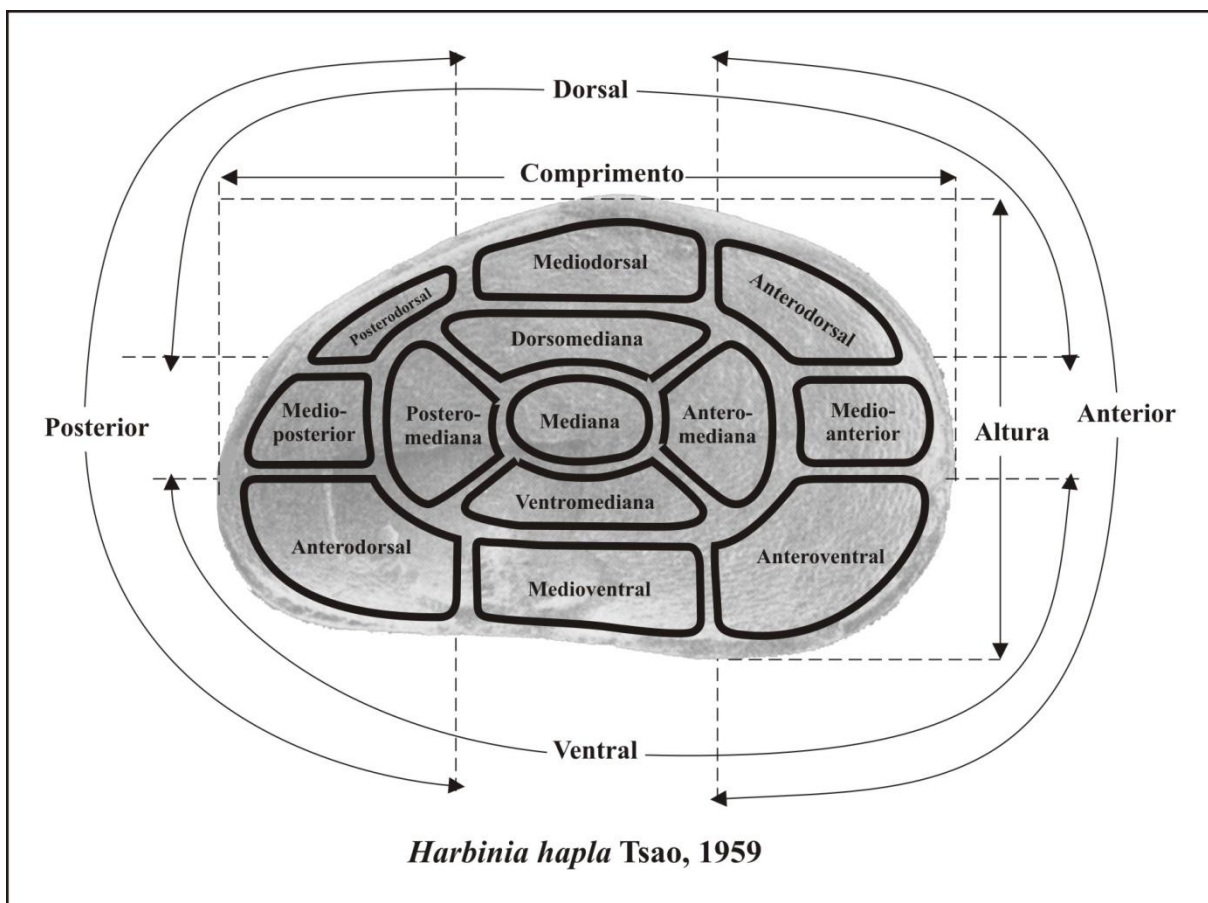 Dorsal
Comprimento
Mediodorsal
Anterodorsal
Posterodorsal
Dorsomediana
Medio-
posterior
Postero-
mediana
Mediana
Antero-
mediana
Medio-
anterior
Posterior
Altura
Anterior
Ventromediana
Anterodorsal
Medioventral
Anteroventral
Ventral
Harbinia hapla Tsao, 1959